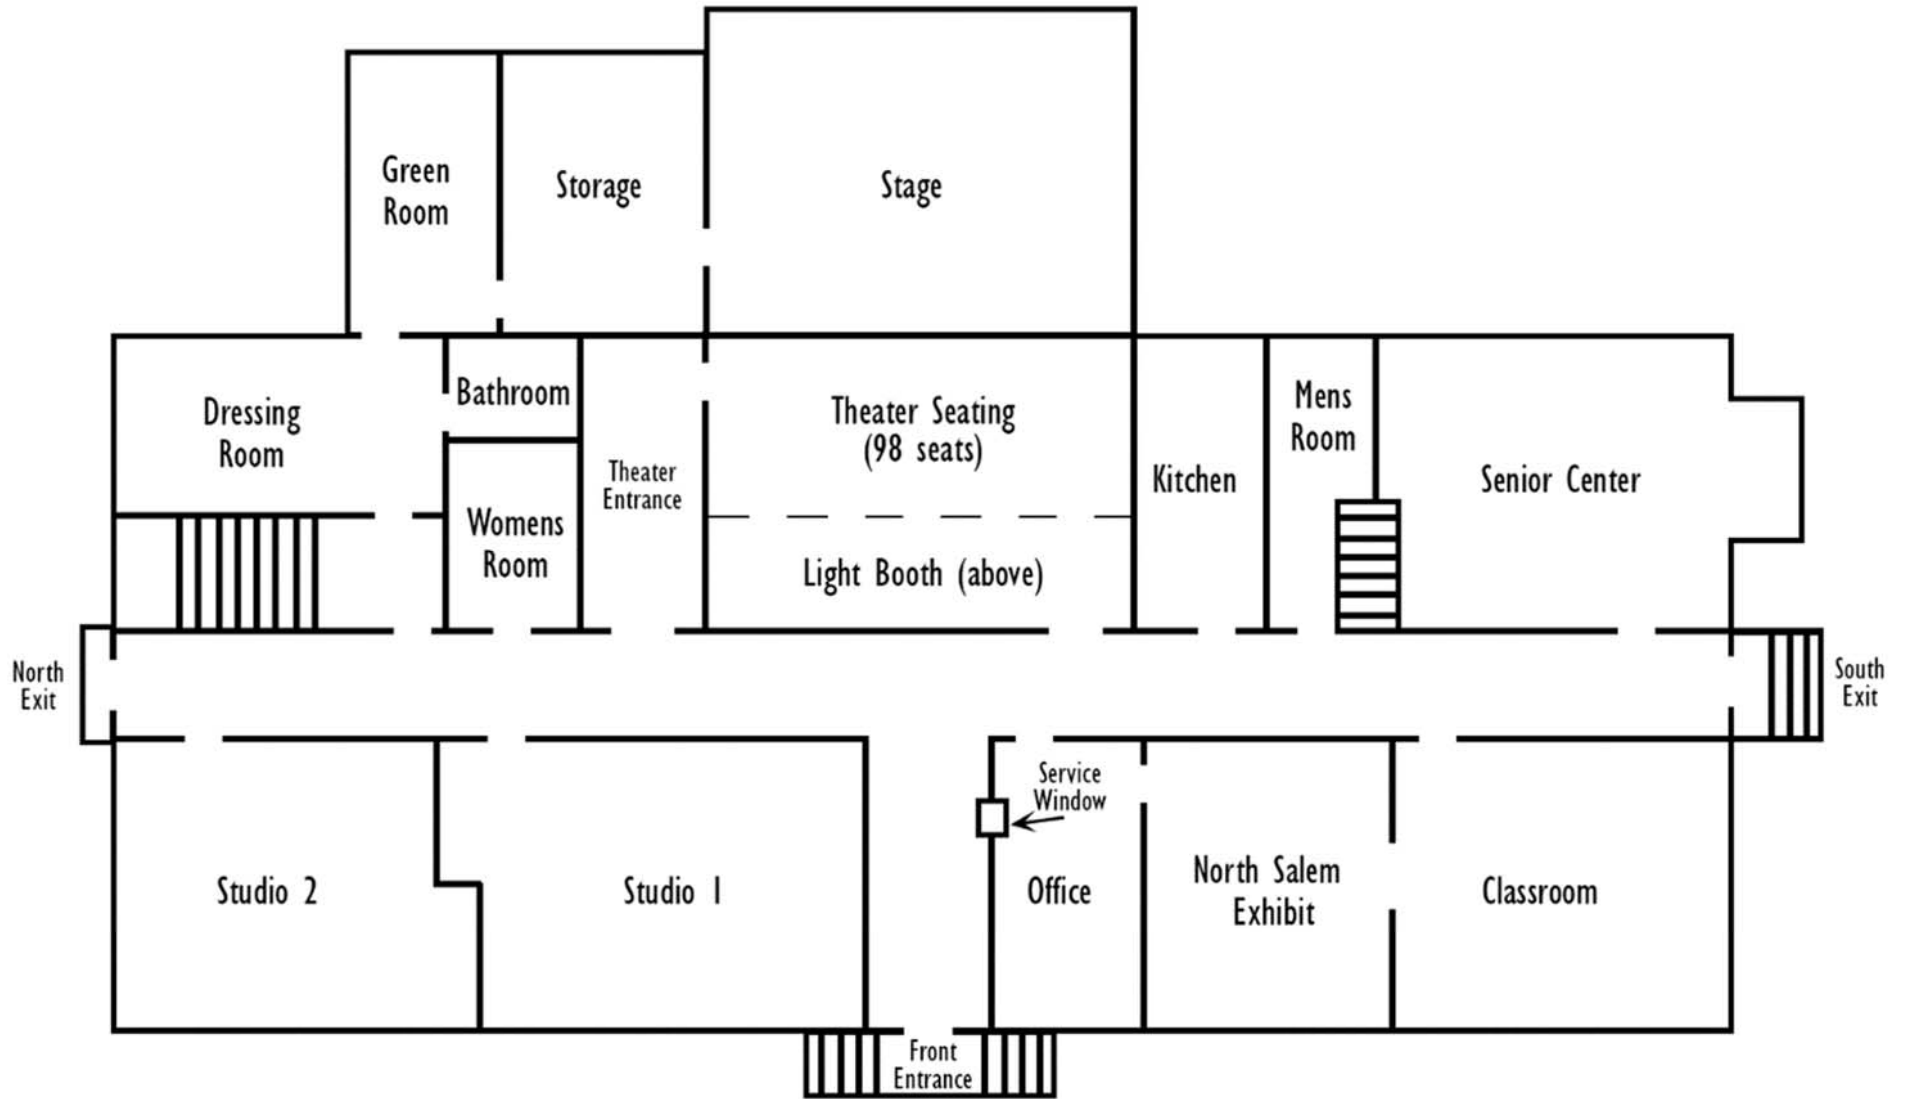 Green
Room
Storage
Stage
Dressing
Room
Bathroom
Womens
Room
Theater
Entrance
Theater Seating
(98 seats)
Light Booth (above)
Kitchen
Mens
Room
Senior Center
North
Exit
South
Exit
Studio 2
Studio 1
Service
Window
Office
North Salem
Exhibit
Classroom
Front
Entrance